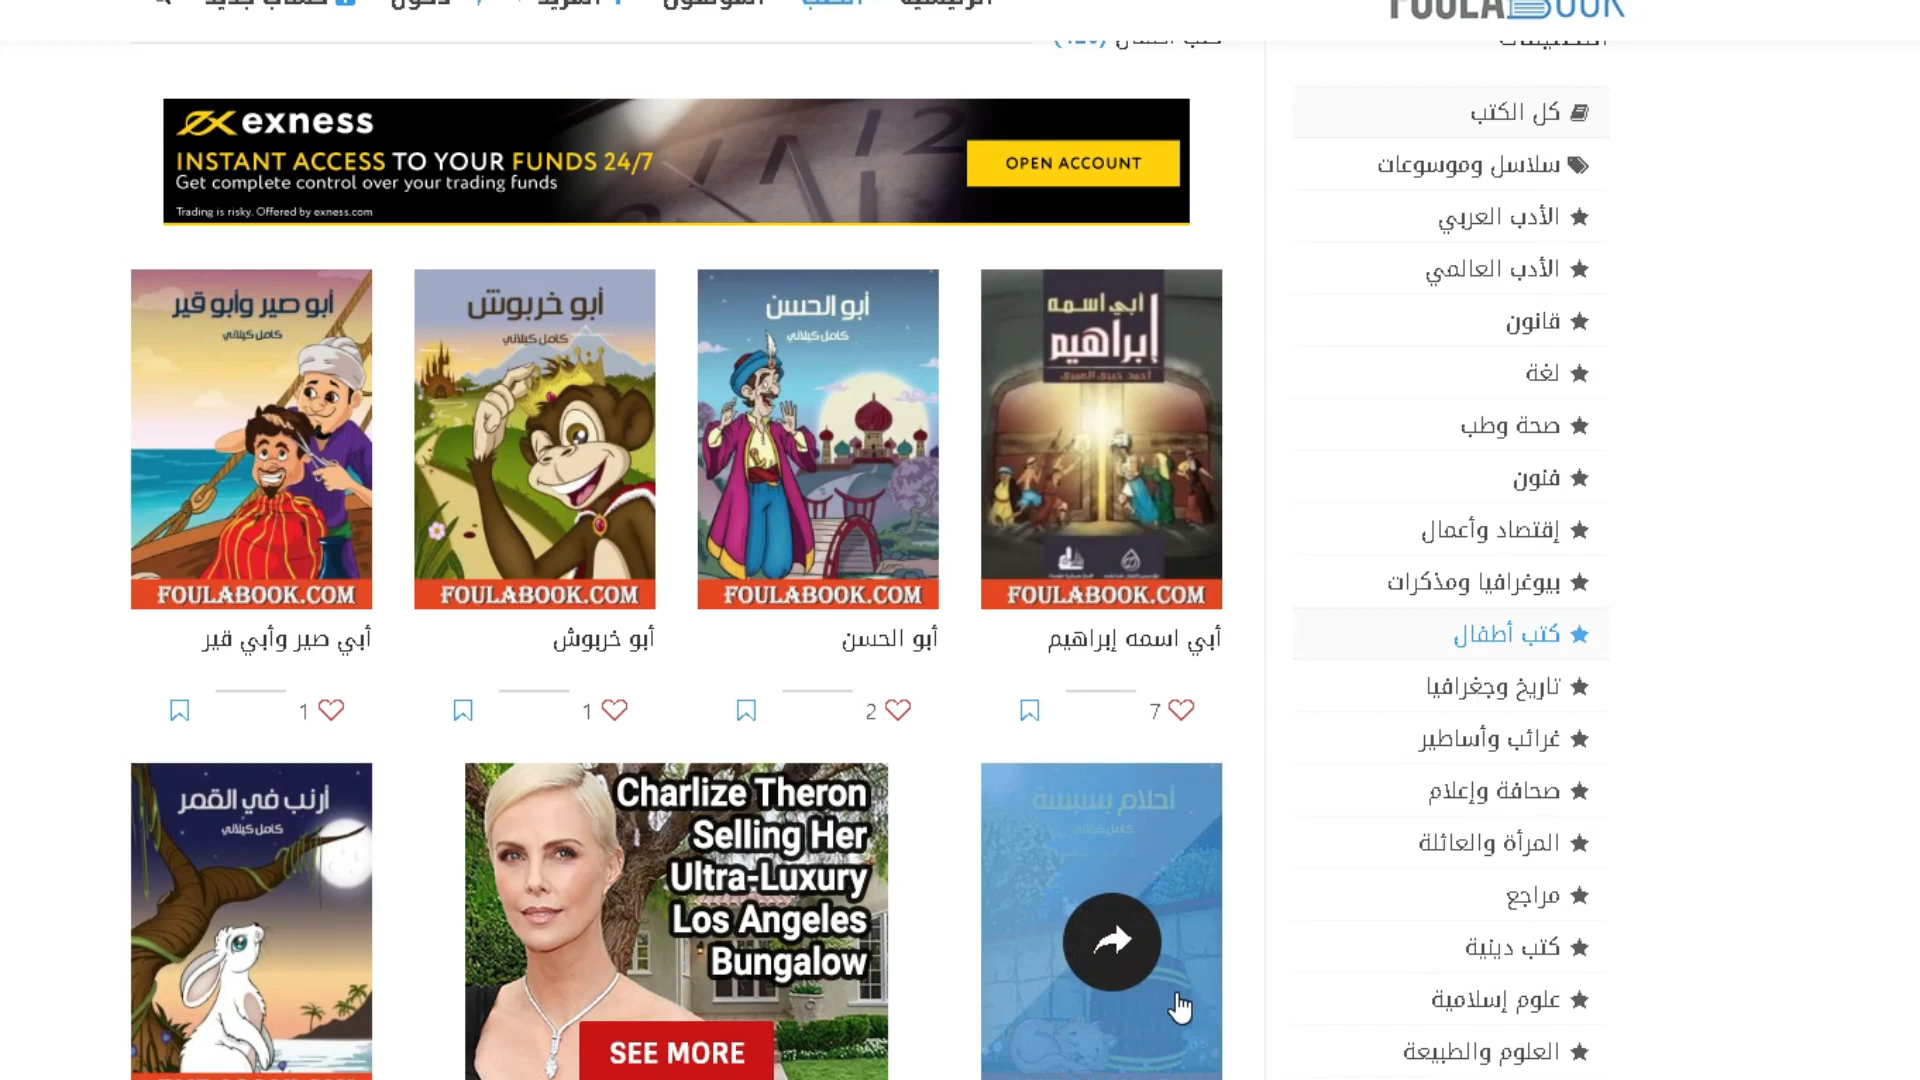 FOULABOOK
كل الكتب
سلاسل وموسوعات
الأدب العربي
الأدب العالمي
قانون
لغة
صحة وطب
فنون
إقتصاد وأعمال
بيوغرافيا ومذكرات
كتب أطفال
تاريخ وجغرافيا
غرائب وأساطير
صحافة وإعلام
المرأة والعائلة
مراجع
كتب دينية
علوم إسلامية
العلوم والطبيعة
exness
INSTANT ACCESS TO YOUR FUNDS 24/7
Get complete control over your trading funds
Trading is risky. Offered by exness.com
OPEN ACCOUNT
أبي اسمه
إبراهيم
FOULABOOK.COM
أبي اسمه إبراهيم
7
أبو الحسن
كامل كيلاني
FOULABOOK.COM
أبو الحسن
2
أبو خربوش
كامل كيلاني
FOULABOOK.COM
أبو خربوش
1
أبو صير وأبو قير
كامل كيلاني
FOULABOOK.COM
أبي صير وأبي قير
1
كامل كيلاني
Charlize Theron
Selling Her
Ultra-Luxury
Los Angeles
Bungalow
SEE MORE
أرنب في القمر
كامل كيلاني